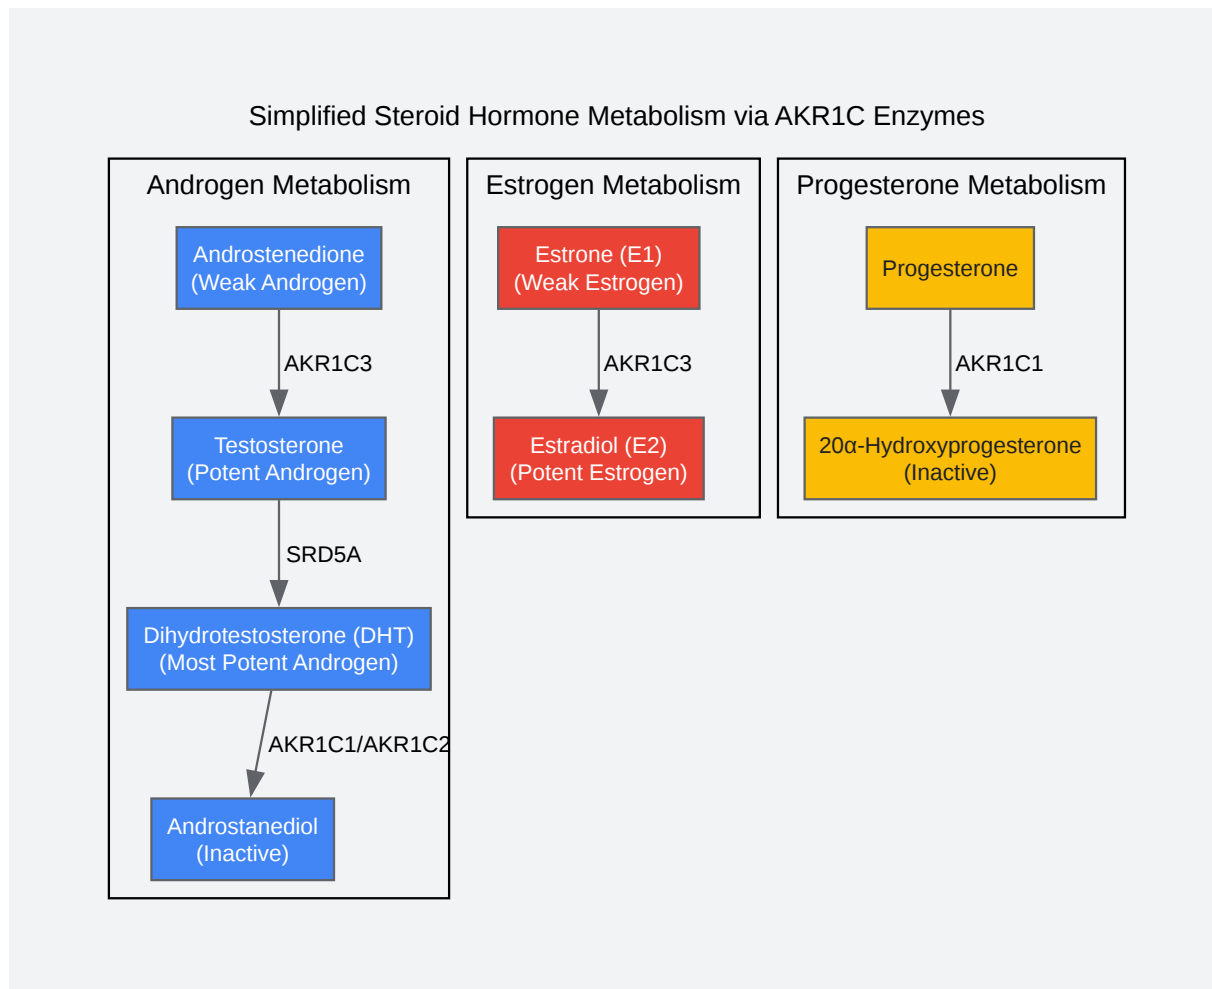 Simplified Steroid Hormone Metabolism via AKR1C Enzymes
Androgen Metabolism
Androstenedione
(Weak Androgen)
AKR1C3
Testosterone
(Potent Androgen)
SRD5A
Dihydrotestosterone (DHT)
(Most Potent Androgen)
AKR1C1/AKR1C2
Androstanediol
(Inactive)
Estrogen Metabolism
Estrone (E1)
(Weak Estrogen)
AKR1C3
Estradiol (E2)
(Potent Estrogen)
Progesterone Metabolism
Progesterone
AKR1C1
20α-Hydroxyprogesterone
(Inactive)